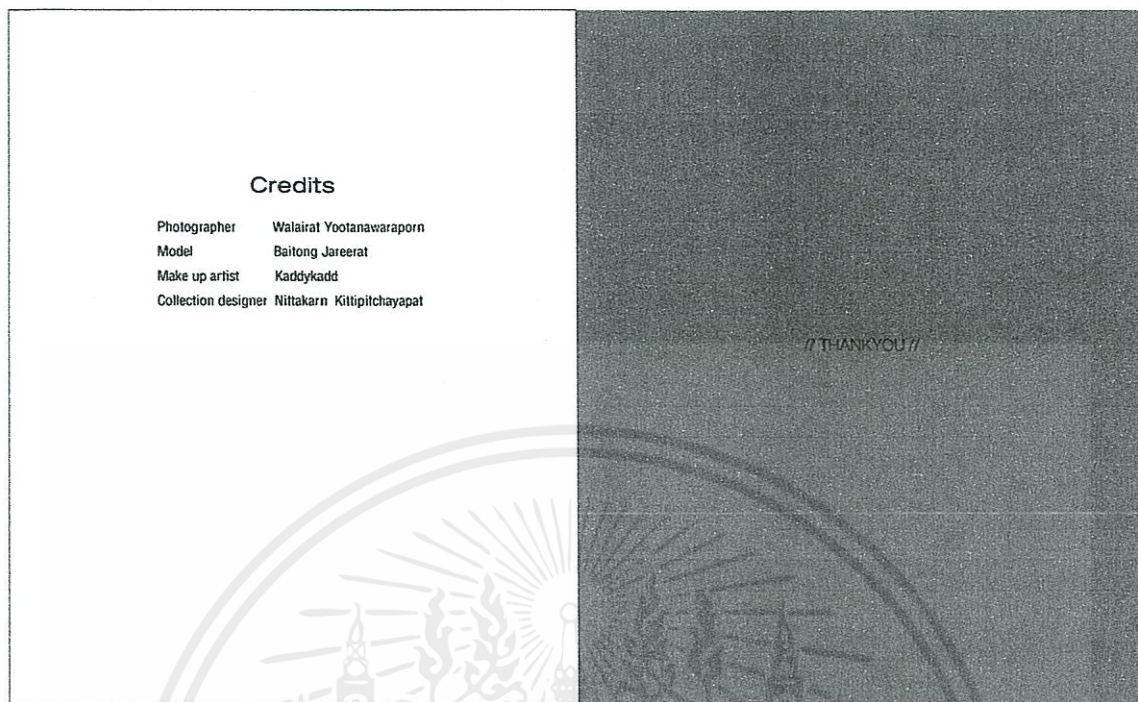 Credits
Photographer Walairat Yootanawaraporn
Model Baitong Jareerat
Make up artist Kaddykadd
Collection designer Nittakarn Kittipitchayapat
// THANKYOU //